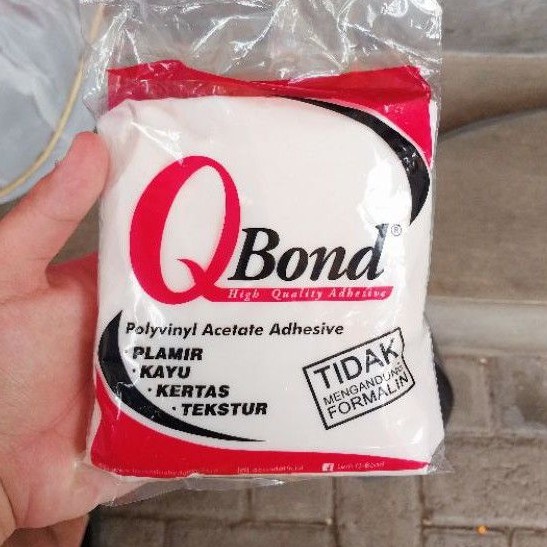 QBond®
High Quality Adhesive
Polyvinyl Acetate Adhesive
· PLAMIR
· KAYU
· KERTAS
· TEKSTUR
TIDAK
MENGANDUNG
FORMALIN